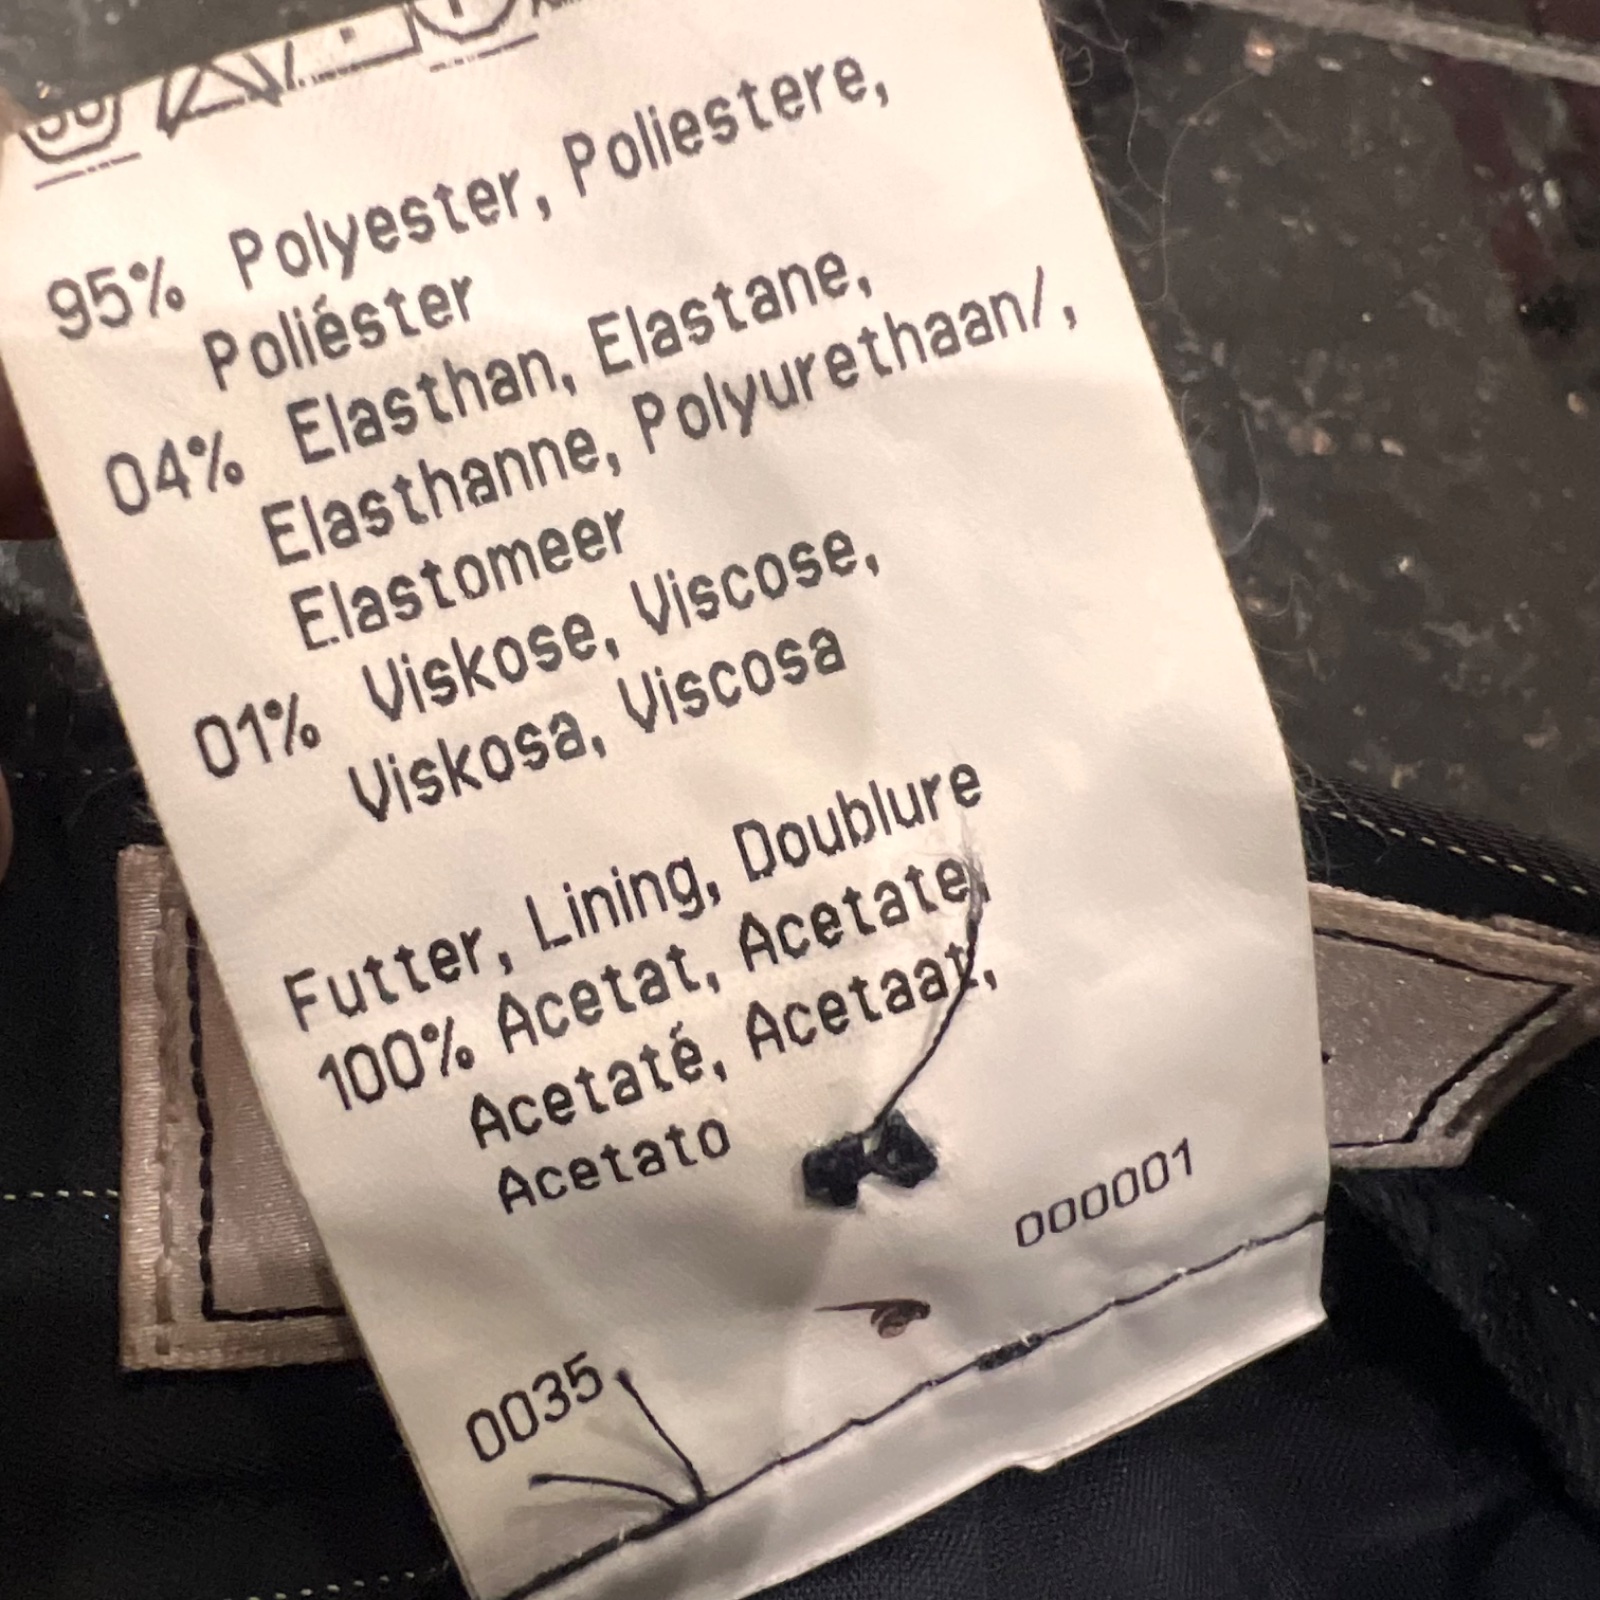 95% Polyester, Poliestere,
Poliéster
04% Elasthan, Elastane,
Elasthanne, Polyurethaan/,
Elastomeer
01% Viskose, Viscose,
Viskosa, Viscosa
Futter, Lining, Doublure
100% Acetat, Acetate,
Acetaté, Acetaat,
Acetato
000001
0035